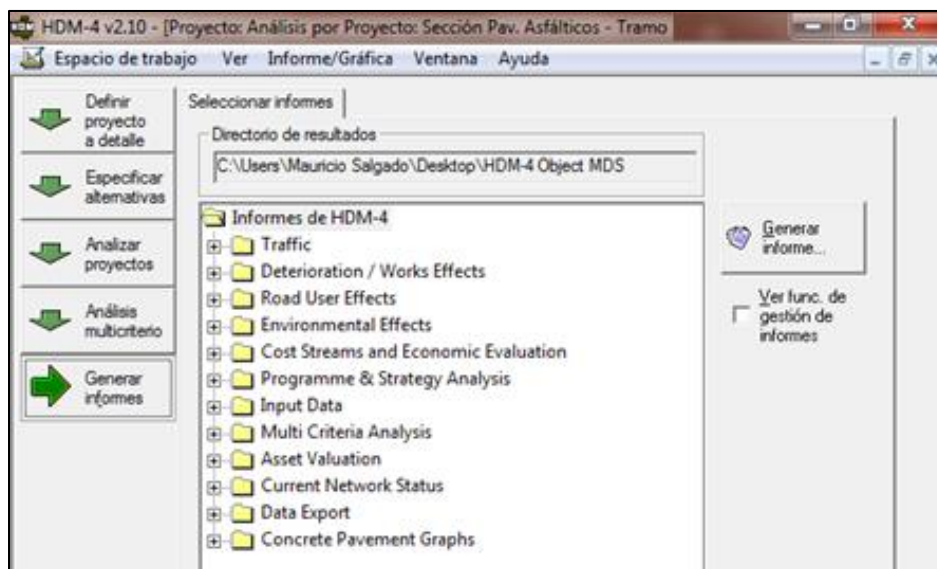 HDM-4 v2.10 - [Proyecto: Análisis por Proyecto: Sección Pav. Asfálticos - Tramo
Espacio de trabajo Ver Informe/Gráfica Ventana Ayuda
Definir
proyecto
a detalle
Especificar
alternativas
Analizar
proyectos
Análisis
multicriterio
Generar
informes
Seleccionar informes
Directorio de resultados
C:\Users\Mauricio Salgado\Desktop\HDM-4 Object MDS
Informes de HDM-4
Traffic
Deterioration / Works Effects
Road User Effects
Environmental Effects
Cost Streams and Economic Evaluation
Programme & Strategy Analysis
Input Data
Multi Criteria Analysis
Asset Valuation
Current Network Status
Data Export
Concrete Pavement Graphs
Generar
informe...
Ver func. de
gestión de
informes